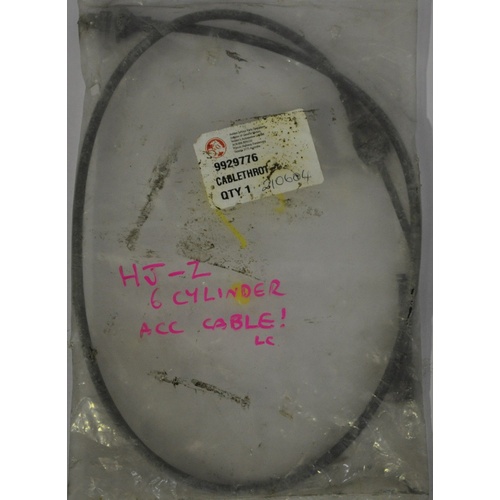 9929776
CABLETHROT
QTY 1 210604
HJ-Z
6 CYLINDER
ACC CABLE!
LC